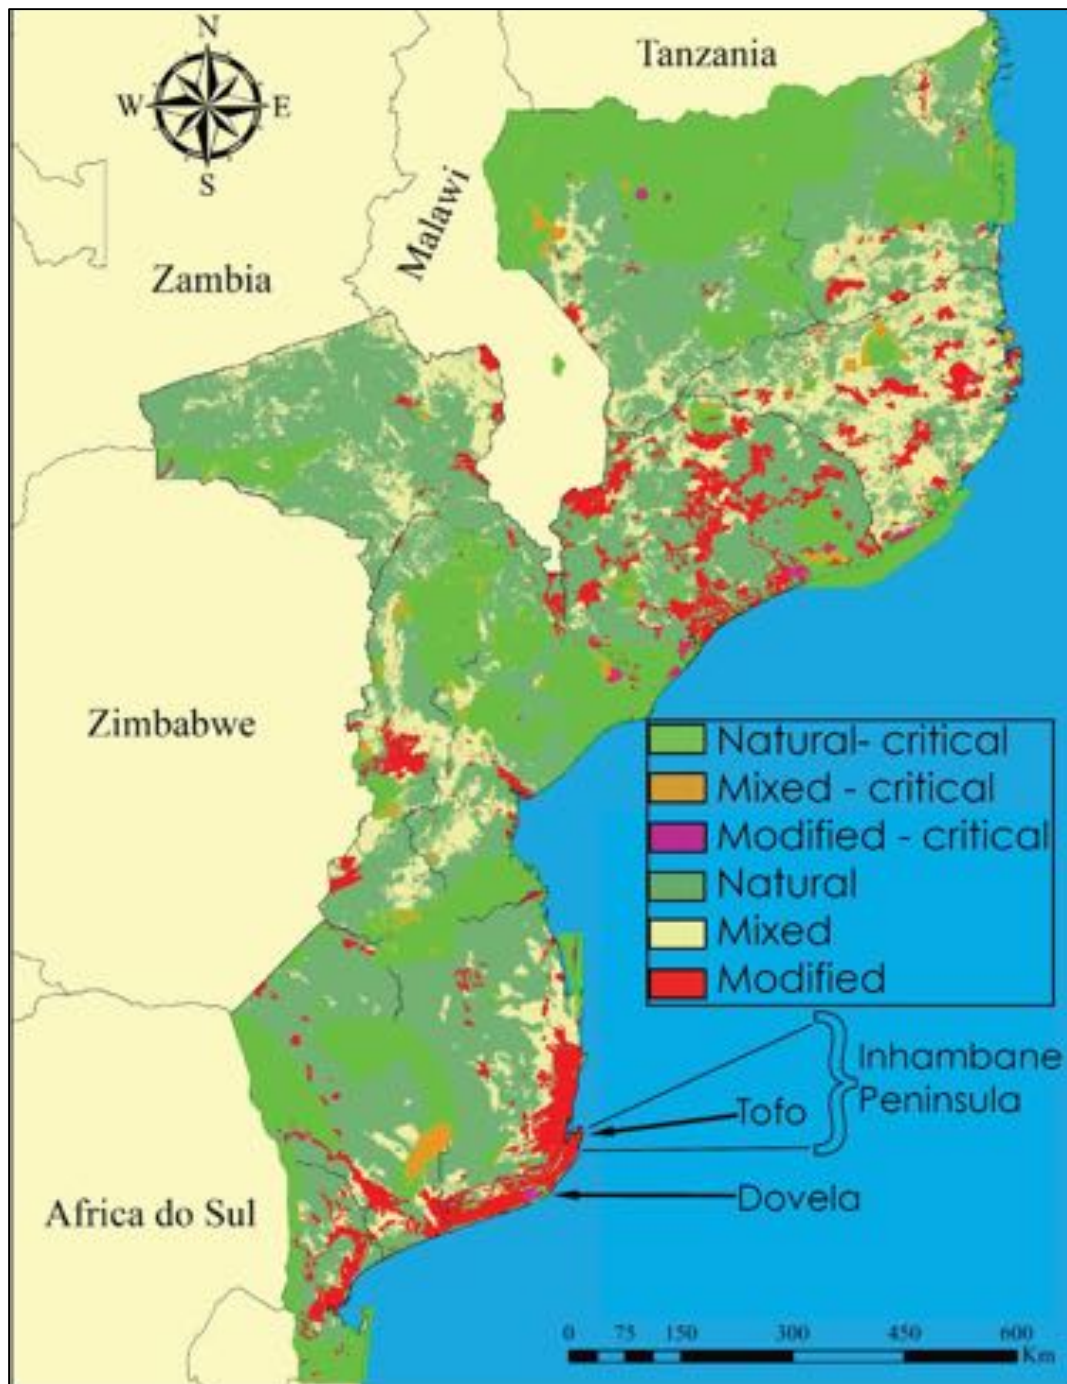 N
W E
S
Tanzania
Malawi
Zambia
Zimbabwe
Natural- critical
Mixed - critical
Modified - critical
Natural
Mixed
Modified
Inhambane
Peninsula
Tofo
Dovela
Africa do Sul
0 75 150 300 450 600
Km